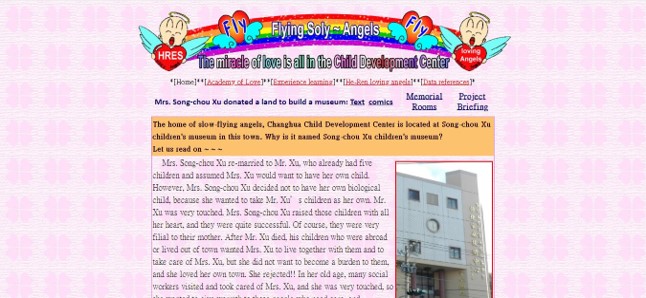 Fly Flying Soly ~ Angels Fly
HRES The miracle of love is all in the Child Development Center loving Angels
*[Home]**[Academy of Love]**[Experience learning]**[He-Ren loving angels]**[Data references]*
Mrs. Song-chou Xu donated a land to build a museum: Text comics Memorial Rooms Project Briefing
The home of slow-flying angels, Changhua Child Development Center is located at Song-chou Xu
children's museum in this town. Why is it named Song-chou Xu children's museum?
Let us read on ~ ~ ~
Mrs. Song-chou Xu re-married to Mr. Xu, who already had five
children and assumed Mrs. Xu would want to have her own child.
However, Mrs. Song-chou Xu decided not to have her own biological
child, because she wanted to take Mr. Xu's children as her own. Mr.
Xu was very touched. Mrs. Song-chou Xu raised those children with all
her heart, and they were quite successful. Of course, they were very
filial to their mother. After Mr. Xu died, his children who were abroad
or lived out of town wanted Mrs. Xu to live together with them and to
take care of Mrs. Xu, but she did not want to become a burden to them,
and she loved her own town. She rejected!! In her old age, many social
workers visited and took cared of Mrs. Xu, and she was very touched, so